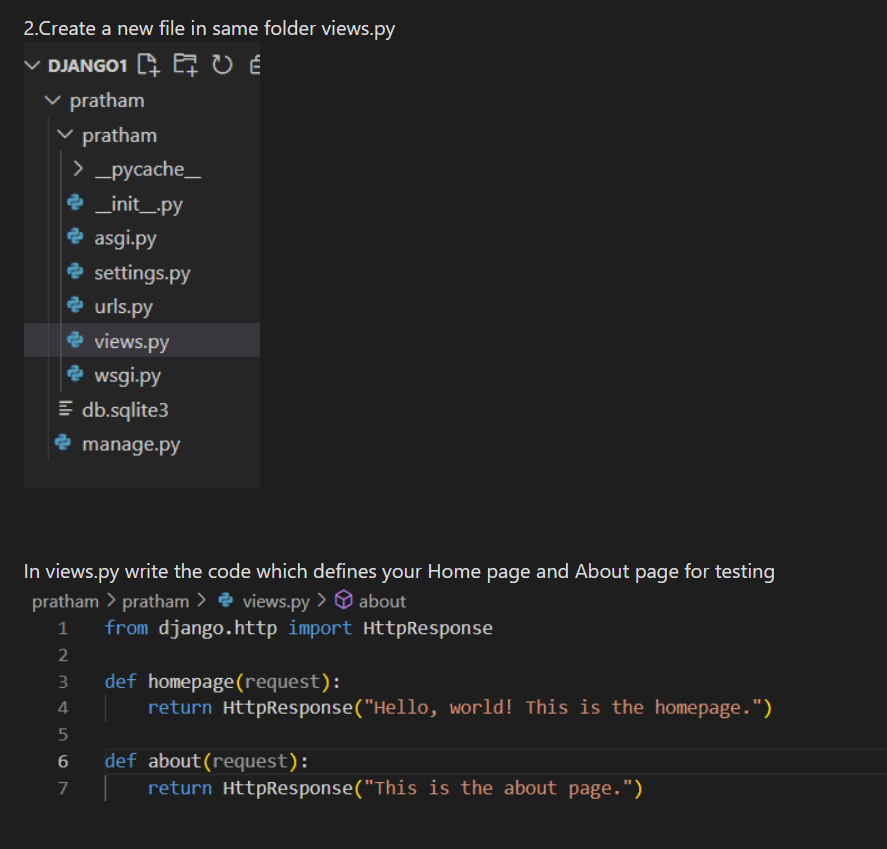 2.Create a new file in same folder views.py
DJANGO1
pratham
pratham
__pycache__
__init__.py
asgi.py
settings.py
urls.py
views.py
wsgi.py
db.sqlite3
manage.py
In views.py write the code which defines your Home page and About page for testing
pratham > pratham > views.py > about
1 from django.http import HttpResponse
2
3 def homepage(request):
4     return HttpResponse("Hello, world! This is the homepage.")
5
6 def about(request):
7     return HttpResponse("This is the about page.")